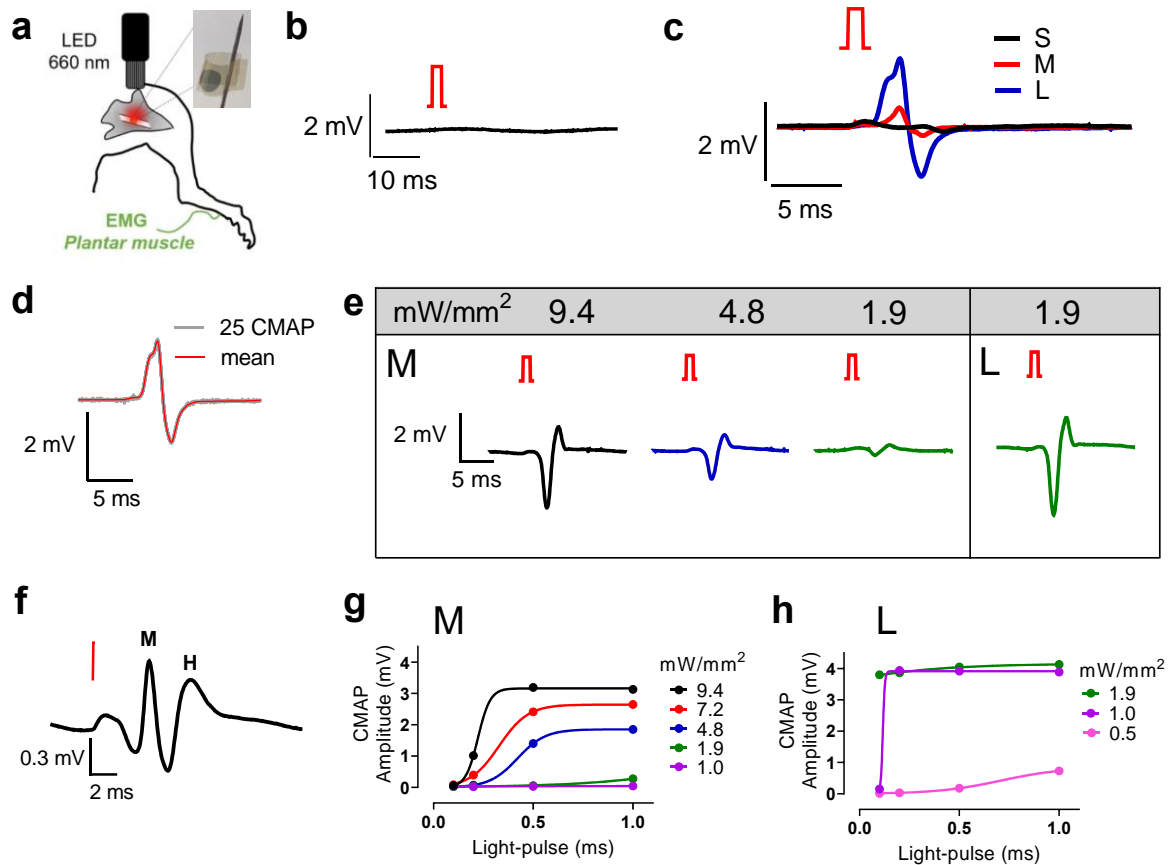 a
LED
660 nm
EMG
Plantar muscle
b
2 mV
10 ms
c
S
M
L
2 mV
5 ms
d
25 CMAP
mean
2 mV
5 ms
e
mW/mm² 9.4 4.8 1.9 1.9
M
L
2 mV
5 ms
f
M
H
0.3 mV
2 ms
g
M
CMAP
Amplitude (mV)
4
3
2
1
0
0.0 0.5 1.0
Light-pulse (ms)
mW/mm²
9.4
7.2
4.8
1.9
1.0
h
L
CMAP
Amplitude (mV)
4
3
2
1
0
0.0 0.5 1.0
Light-pulse (ms)
mW/mm²
1.9
1.0
0.5